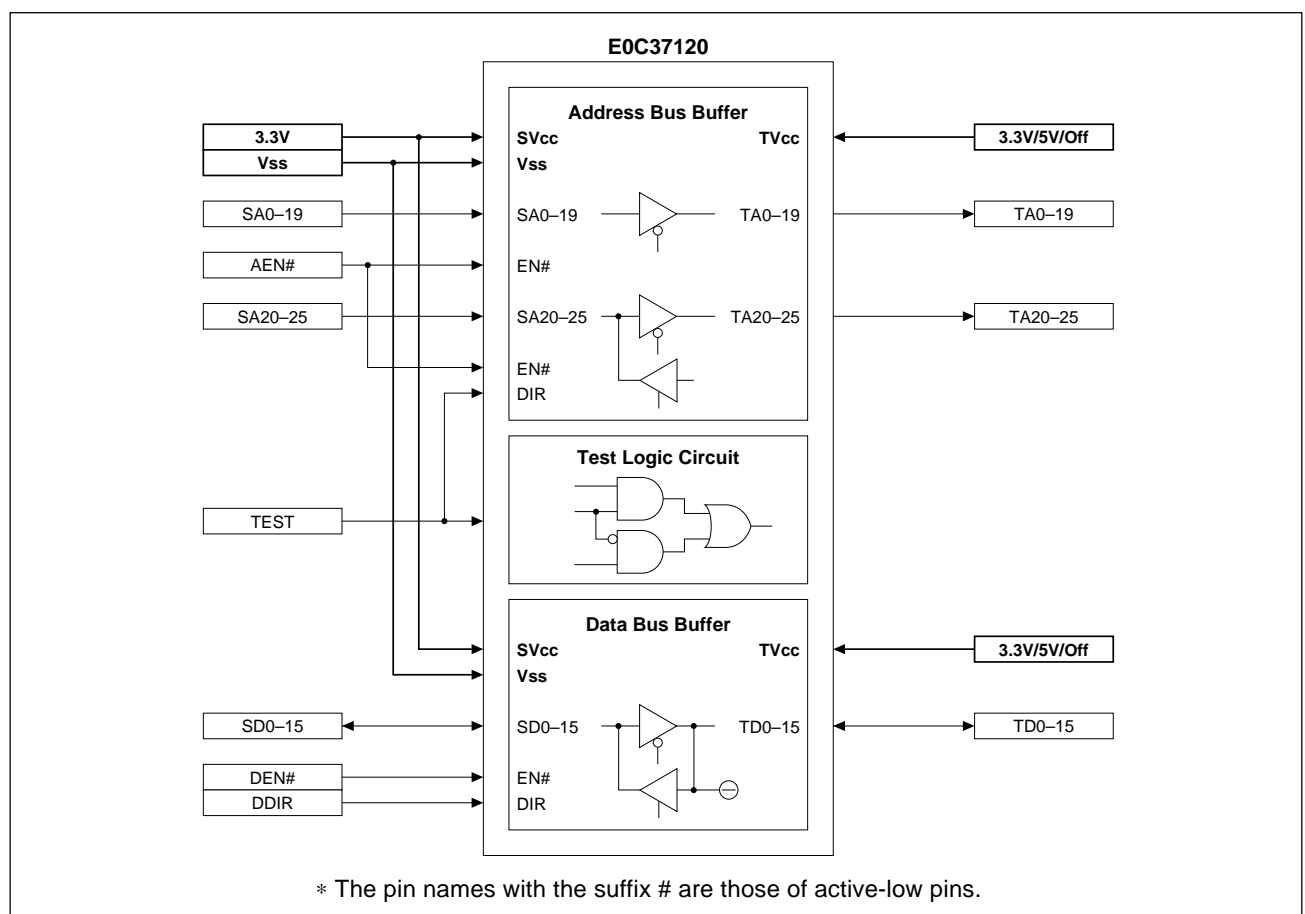 E0C37120
Address Bus Buffer
3.3V
SVcc
TVcc
3.3V/5V/Off
Vss
Vss
SA0–19
SA0–19
TA0–19
TA0–19
AEN#
EN#
SA20–25
SA20–25
TA20–25
TA20–25
EN#
DIR
Test Logic Circuit
TEST
Data Bus Buffer
SVcc
TVcc
3.3V/5V/Off
Vss
SD0–15
SD0–15
TD0–15
TD0–15
DEN#
EN#
DDIR
DIR
* The pin names with the suffix # are those of active-low pins.